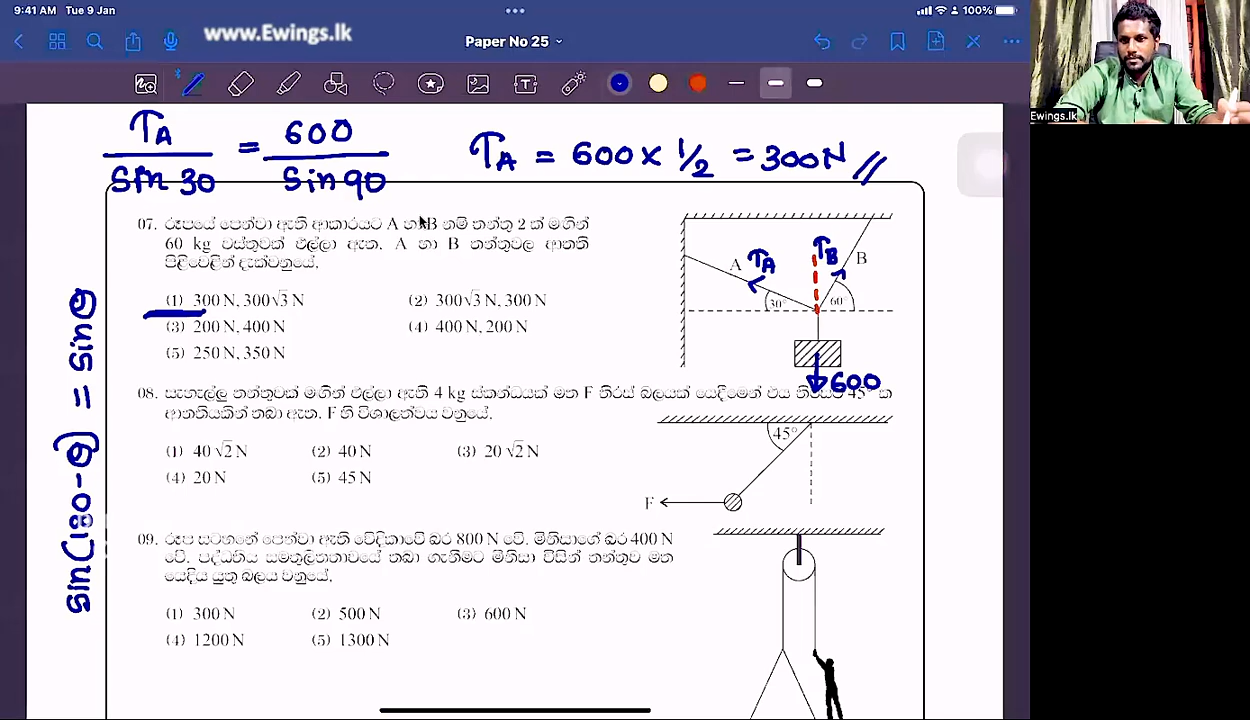 9:41 AM Tue 9 Jan
100%
www.Ewings.lk
Paper No 25
Ewings.lk
T_A / Sin 30 = 600 / Sin 90
T_A = 600 × 1/2 = 300N //
sin(180-θ) = sinθ
07. රූපයේ පෙන්වා ඇති ආකාරයට A හා B නම් තන්තු 2 ක් මගින්
60 kg වස්තුවක් එල්ලා ඇත. A හා B තන්තුවල ආතති
පිළිවෙළින් දැක්වනුයේ,
(1) 300 N, 300√3 N (2) 300√3 N, 300 N
(3) 200 N, 400 N (4) 400 N, 200 N
(5) 250 N, 350 N
A T_A T_B B
30° 60°
600
08. සැහැල්ලු තන්තුවක් මගින් එල්ලා ඇති 4 kg ස්කන්ධයක් මත F තිරස් බලයක් යෙදීමෙන් එය 45° ක
ආනතියකින් තබා ඇත. F හි විශාලත්වය වනුයේ.
(1) 40√2 N (2) 40 N (3) 20√2 N
(4) 20 N (5) 45 N
45°
F
09. රූප සටහනේ පෙන්වා ඇති වේදිකාවේ බර 800 N වේ. මිනිසාගේ බර 400 N
වේ. පද්ධතිය සමතුලිතතාවයේ තබා ගැනීමට මිනිසා විසින් තන්තුව මත
යෙදිය යුතු බලය වනුයේ,
(1) 300 N (2) 500 N (3) 600 N
(4) 1200 N (5) 1300 N